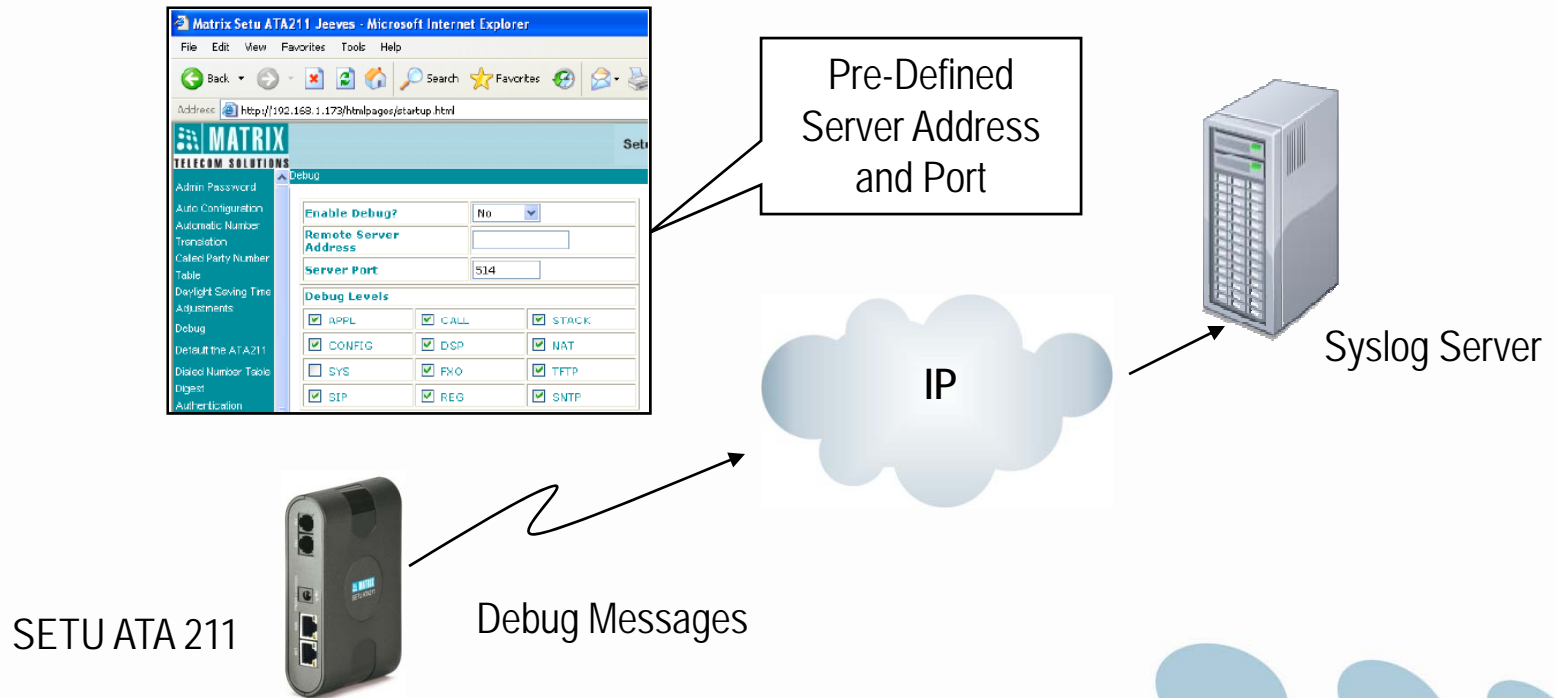 Matrix Setu ATA211 Jeeves - Microsoft Internet Explorer
File Edit View Favorites Tools Help
Back Search Favorites
Address http://192.168.1.173/htmlpages/startup.html
MATRIX
TELECOM SOLUTIONS
Setu
Debug
Admin Password
Auto Configuration
Automatic Number
Translation
Called Party Number
Table
Daylight Saving Time
Adjustments
Debug
Default the ATA211
Dialed Number Table
Digest
Authentication
Enable Debug? No
Remote Server
Address
Server Port 514
Debug Levels
APPL CALL STACK
CONFIG DSP NAT
SYS FXO TFTP
SIP REG SNTP
Pre-Defined
Server Address
and Port
IP
Syslog Server
MATRIX
SETU ATA211
SETU ATA 211
Debug Messages